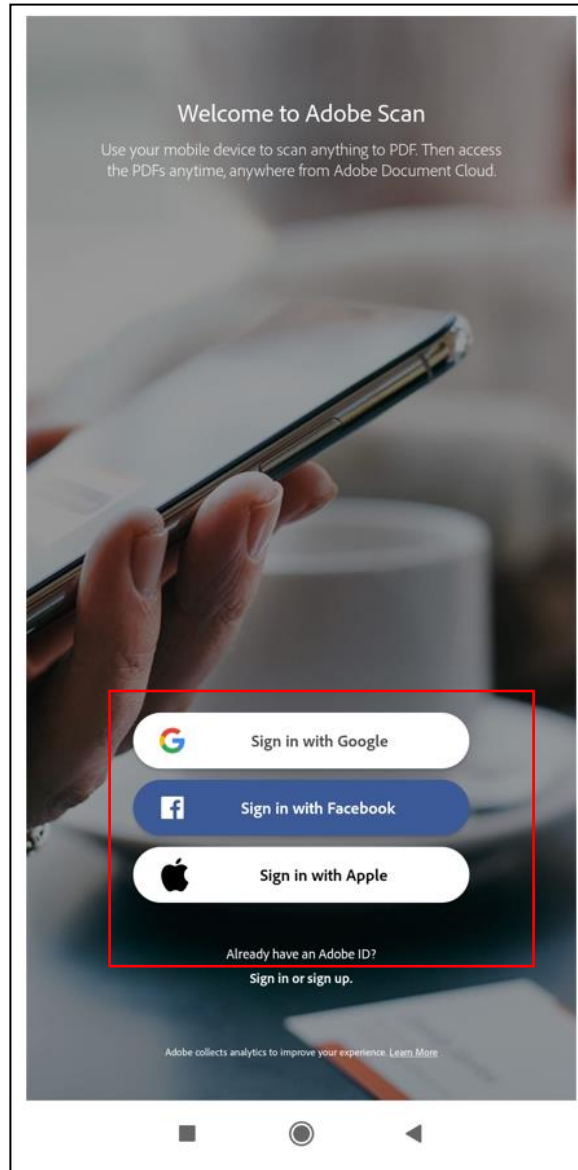 Welcome to Adobe Scan
Use your mobile device to scan anything to PDF. Then access
the PDFs anytime, anywhere from Adobe Document Cloud.
Sign in with Google
Sign in with Facebook
Sign in with Apple
Already have an Adobe ID?
Sign in or sign up.
Adobe collects analytics to improve your experience. Learn More